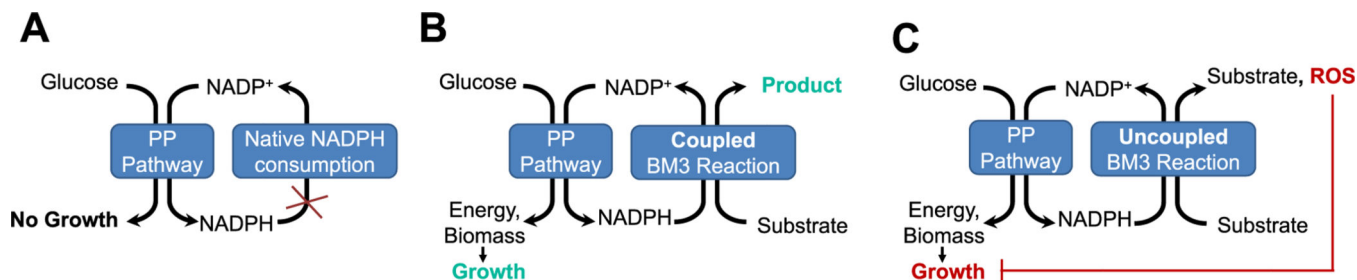 A
Glucose
NADP⁺
PP
Pathway
Native NADPH
consumption
No Growth
NADPH
B
Glucose
NADP⁺
Product
PP
Pathway
Coupled
BM3 Reaction
Energy,
Biomass
NADPH
Substrate
Growth
C
Glucose
NADP⁺
Substrate, ROS
PP
Pathway
Uncoupled
BM3 Reaction
Energy,
Biomass
NADPH
Substrate
Growth